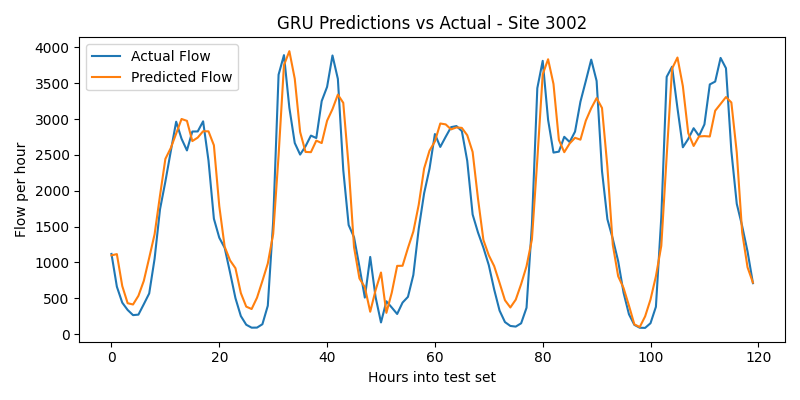 GRU Predictions vs Actual - Site 3002
Actual Flow
Predicted Flow
Flow per hour
4000
3500
3000
2500
2000
1500
1000
500
0
0 20 40 60 80 100 120
Hours into test set